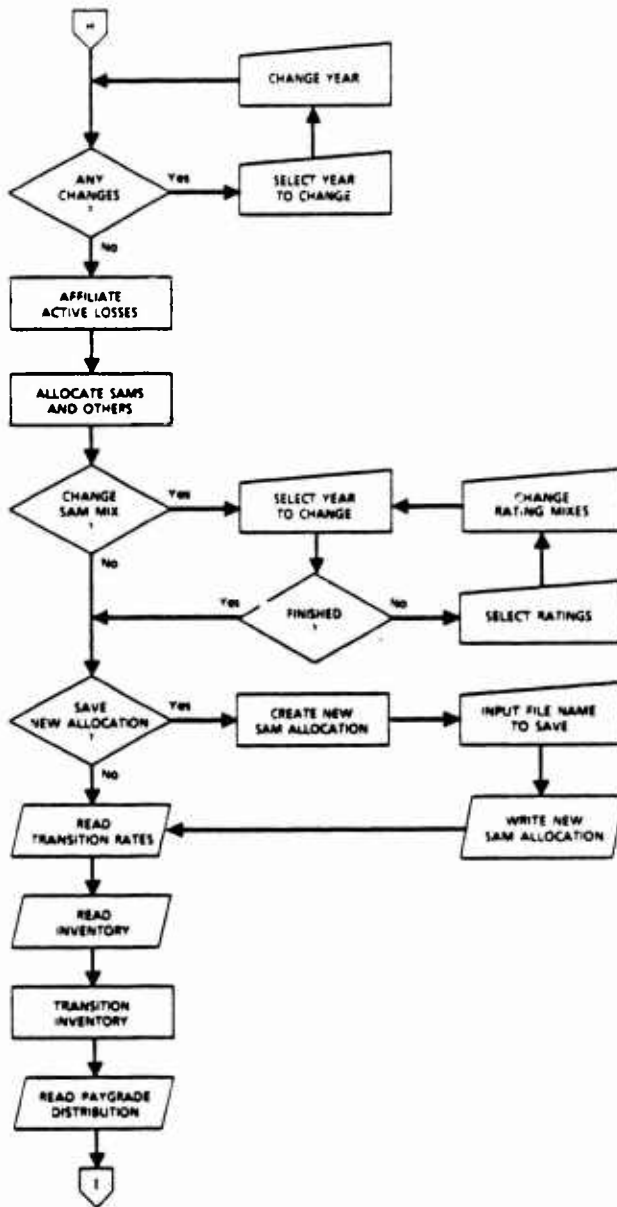 H
CHANGE YEAR
ANY
CHANGES
?
Yes
SELECT YEAR
TO CHANGE
No
AFFILIATE
ACTIVE LOSSES
ALLOCATE SAMS
AND OTHERS
CHANGE
SAM MIX
?
Yes
SELECT YEAR
TO CHANGE
CHANGE
RATING MIXES
No
Yes
FINISHED
?
No
SELECT RATINGS
SAVE
NEW ALLOCATION
?
Yes
CREATE NEW
SAM ALLOCATION
INPUT FILE NAME
TO SAVE
No
READ
TRANSITION RATES
WRITE NEW
SAM ALLOCATION
READ
INVENTORY
TRANSITION
INVENTORY
READ PAYGRADE
DISTRIBUTION
I